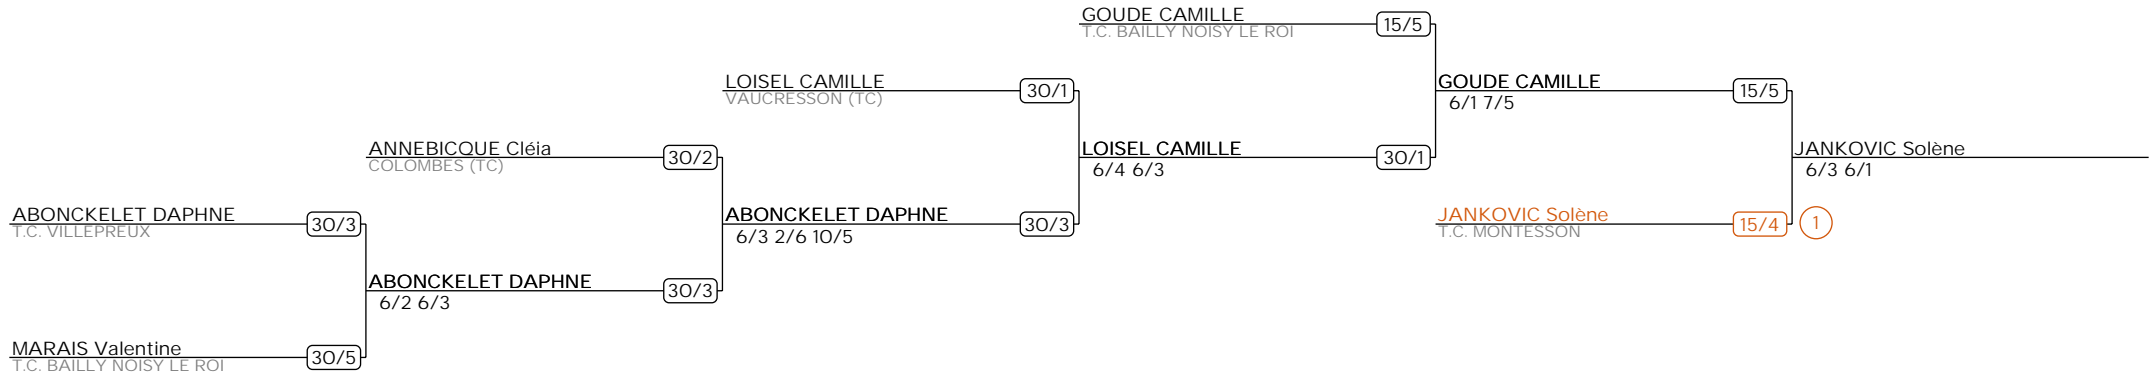 GOUDE CAMILLE
T.C. BAILLY NOISY LE ROI
15/5
LOISEL CAMILLE
VAUCRESSON (TC)
30/1
GOUDE CAMILLE
6/1 7/5
15/5
ANNEBICQUE Cléia
COLOMBES (TC)
30/2
LOISEL CAMILLE
6/4 6/3
30/1
JANKOVIC Solène
6/3 6/1
ABONCKELET DAPHNE
T.C. VILLEPREUX
30/3
ABONCKELET DAPHNE
6/3 2/6 10/5
30/3
JANKOVIC Solène
T.C. MONTESSON
15/4
1
ABONCKELET DAPHNE
6/2 6/3
30/3
MARAIS Valentine
T.C. BAILLY NOISY LE ROI
30/5